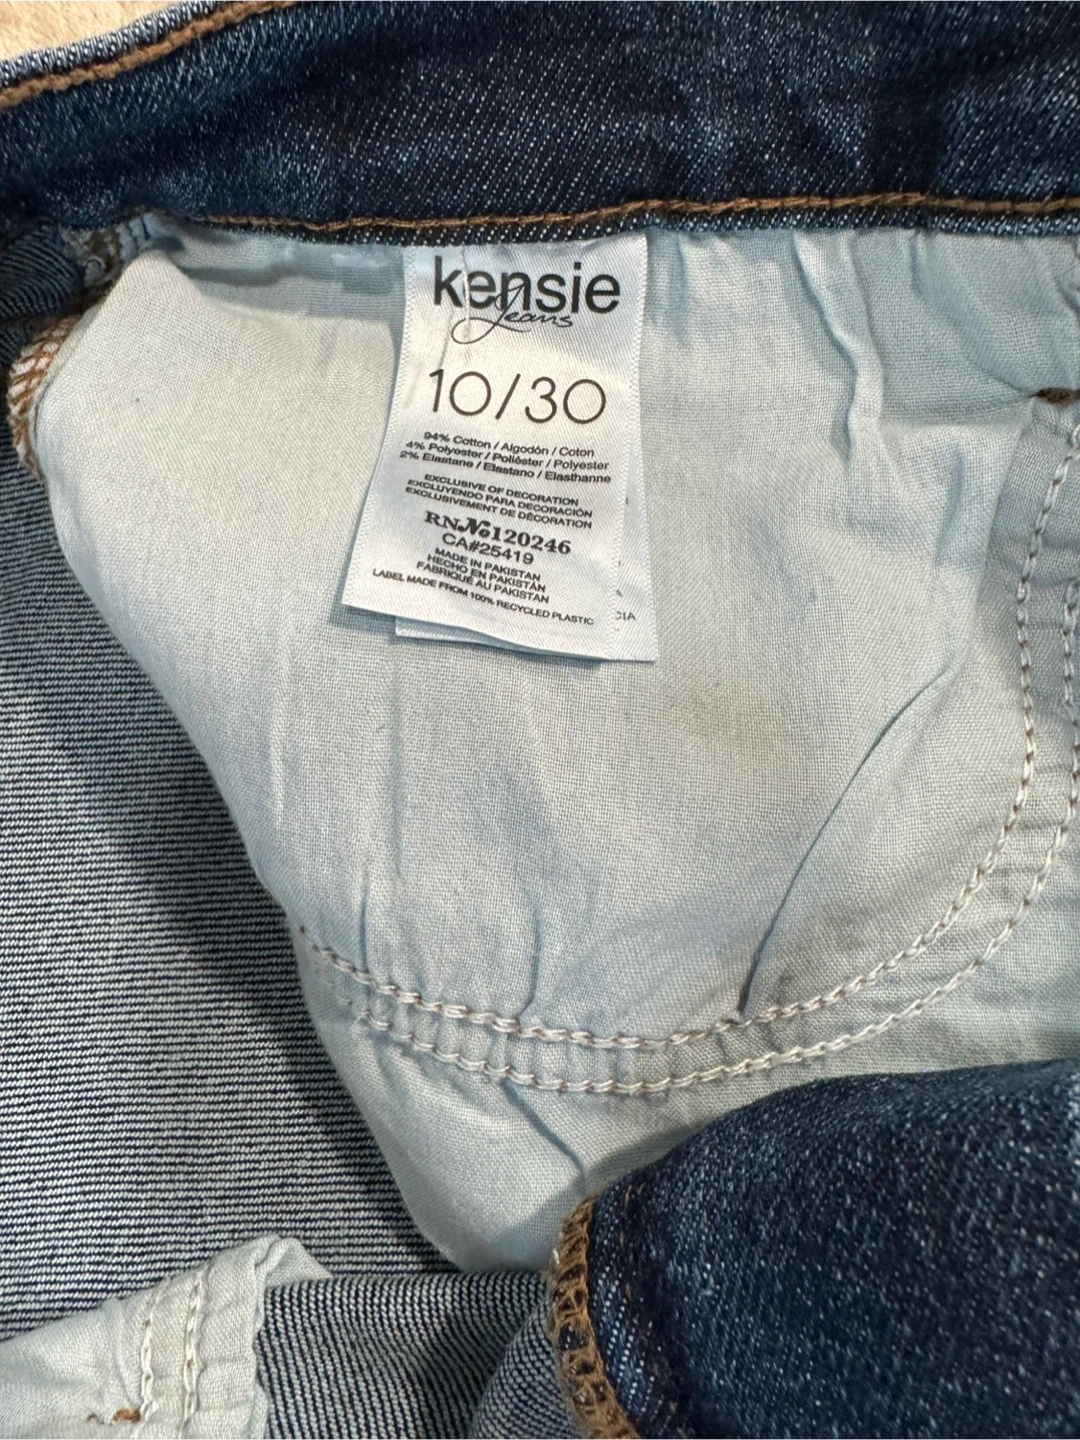 kensie
Jeans
10/30
94% Cotton / Algodón / Coton
4% Polyester / Poliéster / Polyester
2% Elastane / Elastano / Elasthanne
EXCLUSIVE OF DECORATION
EXCLUYENDO PARA DECORACIÓN
EXCLUSIVEMENT DE DÉCORATION
RN№120246
CA#25419
MADE IN PAKISTAN
HECHO EN PAKISTÁN
FABRIQUÉ AU PAKISTAN
LABEL MADE FROM 100% RECYCLED PLASTIC